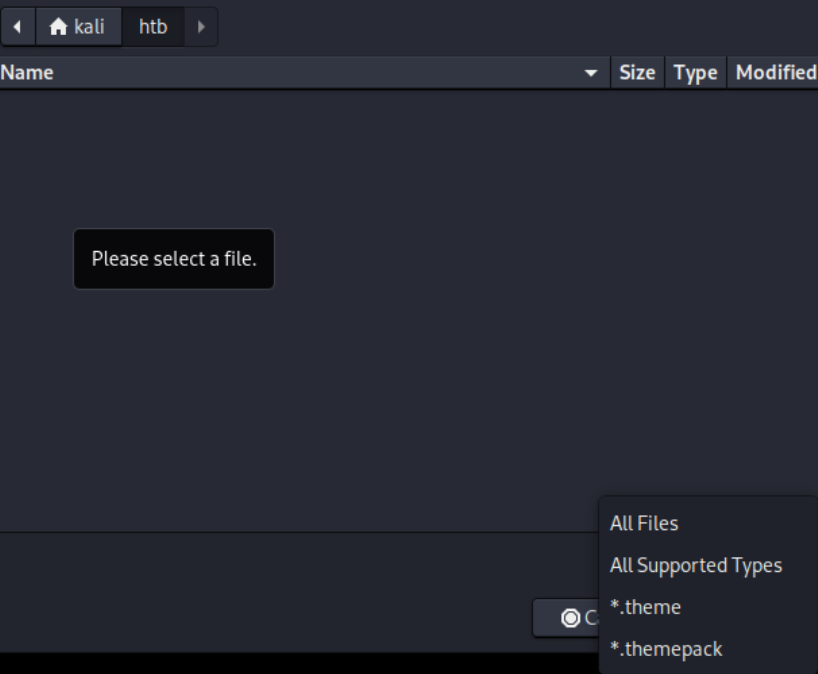 kali htb
Name Size Type Modified
Please select a file.
All Files
All Supported Types
*.theme
*.themepack